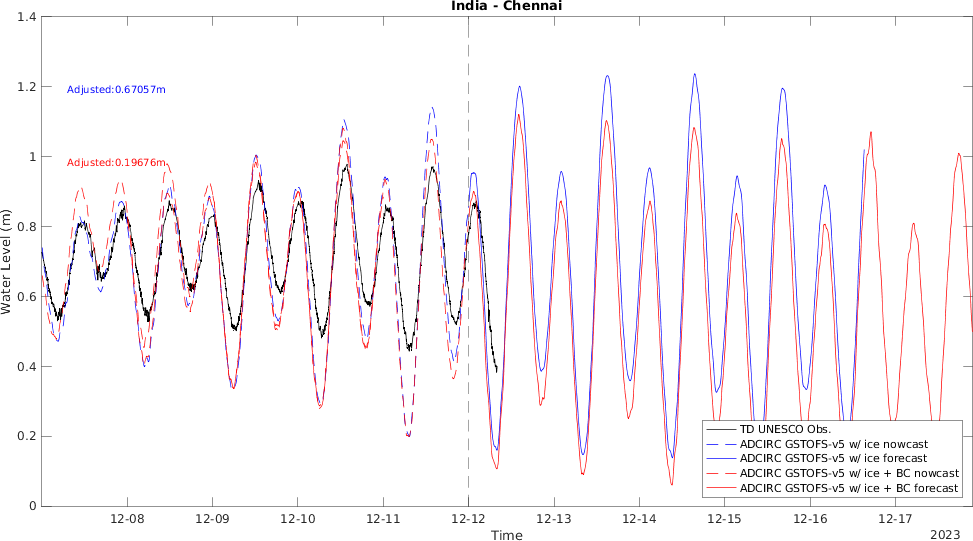 India - Chennai
1.4
1.2
1
0.8
0.6
0.4
0.2
0
Water Level (m)
Adjusted:0.67057m
Adjusted:0.19676m
TD UNESCO Obs.
ADCIRC GSTOFS-v5 w/ ice nowcast
ADCIRC GSTOFS-v5 w/ ice forecast
ADCIRC GSTOFS-v5 w/ ice + BC nowcast
ADCIRC GSTOFS-v5 w/ ice + BC forecast
12-08 12-09 12-10 12-11 12-12 12-13 12-14 12-15 12-16 12-17
Time
2023